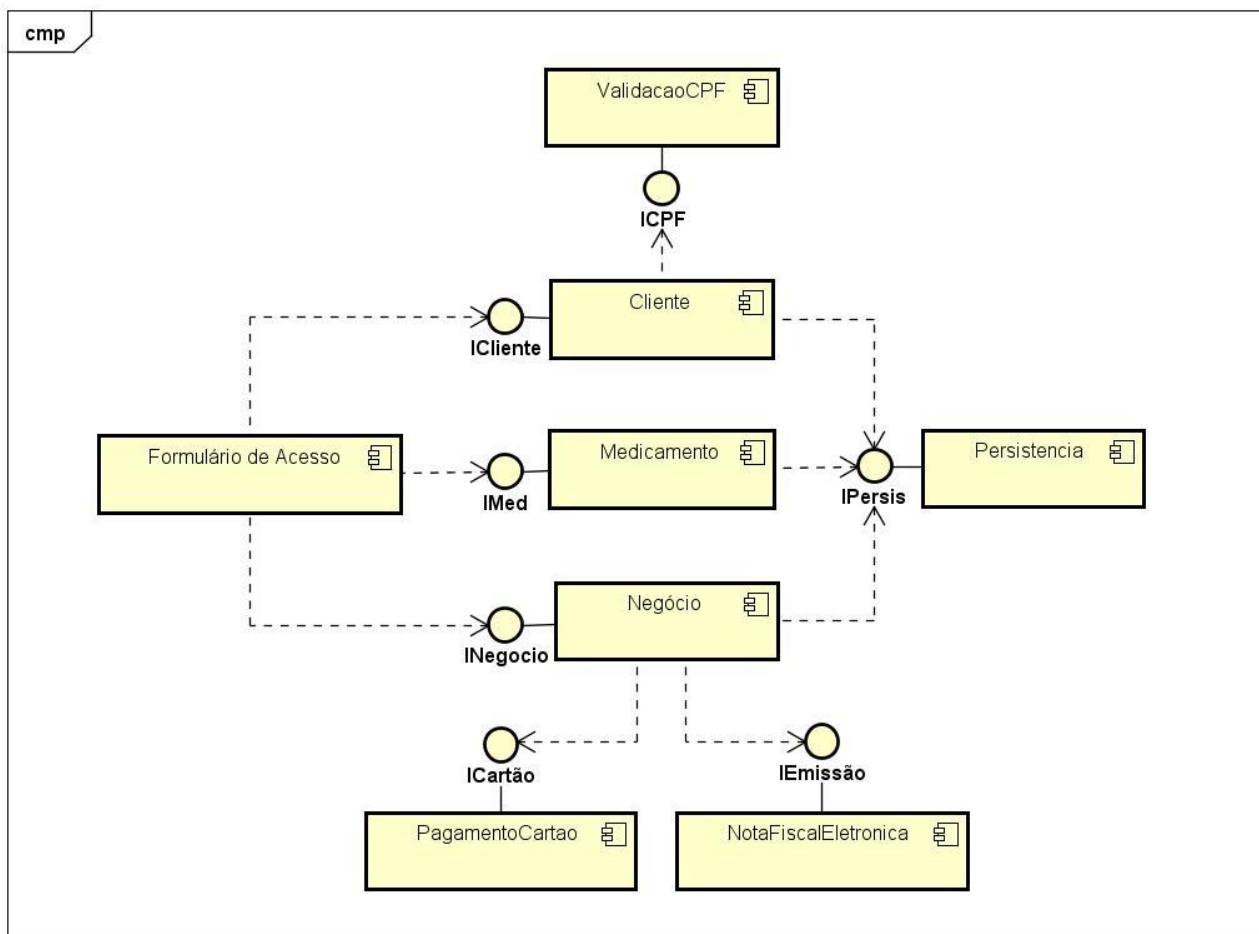 cmp
ValidacaoCPF
ICPF
Cliente
ICliente
Formulário de Acesso
Medicamento
Persistencia
IMed
IPersis
Negócio
INegocio
ICartão
IEmissão
PagamentoCartao
NotaFiscalEletronica